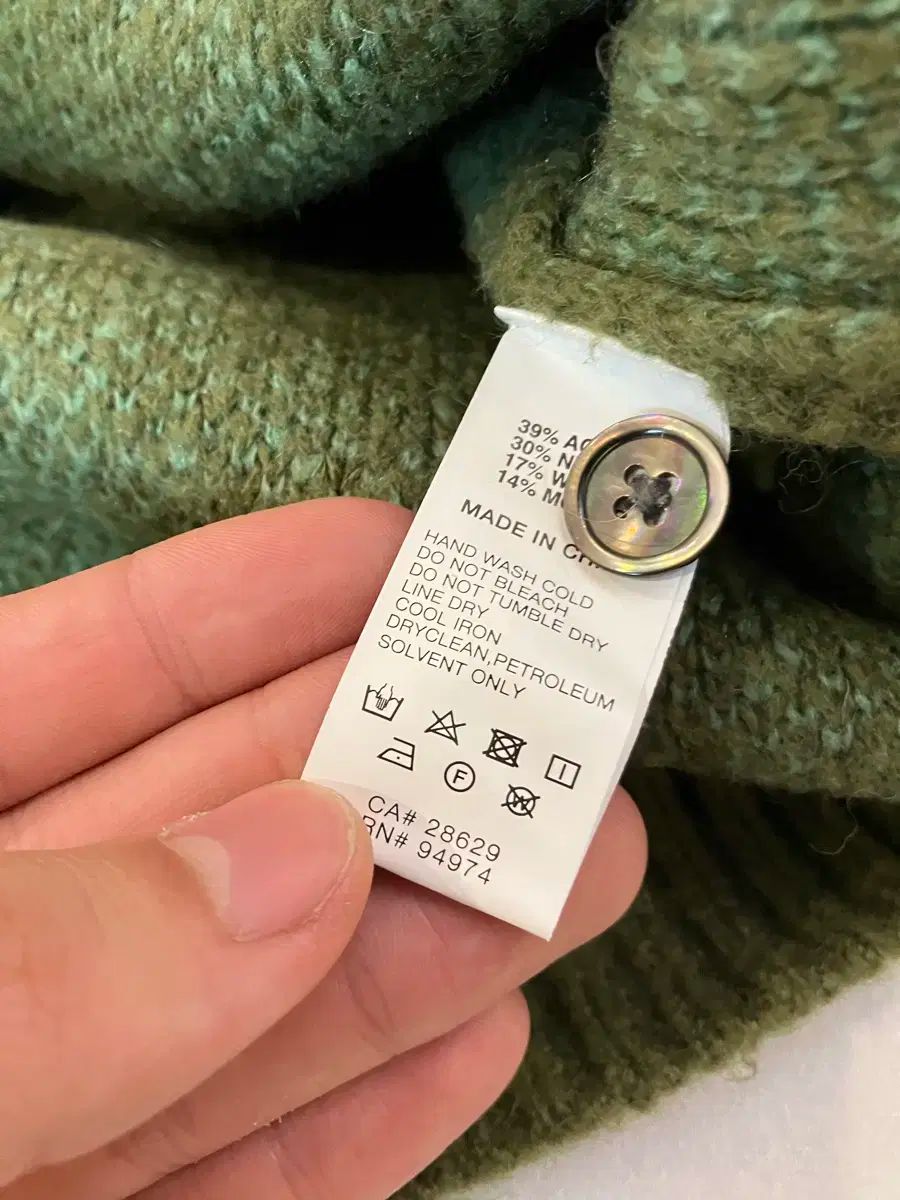 39% AC
30% N
17% W
14% M
MADE IN CH
HAND WASH COLD
DO NOT BLEACH
DO NOT TUMBLE DRY
LINE DRY
COOL IRON
DRYCLEAN,PETROLEUM
SOLVENT ONLY
F
W
CA# 28629
RN# 94974